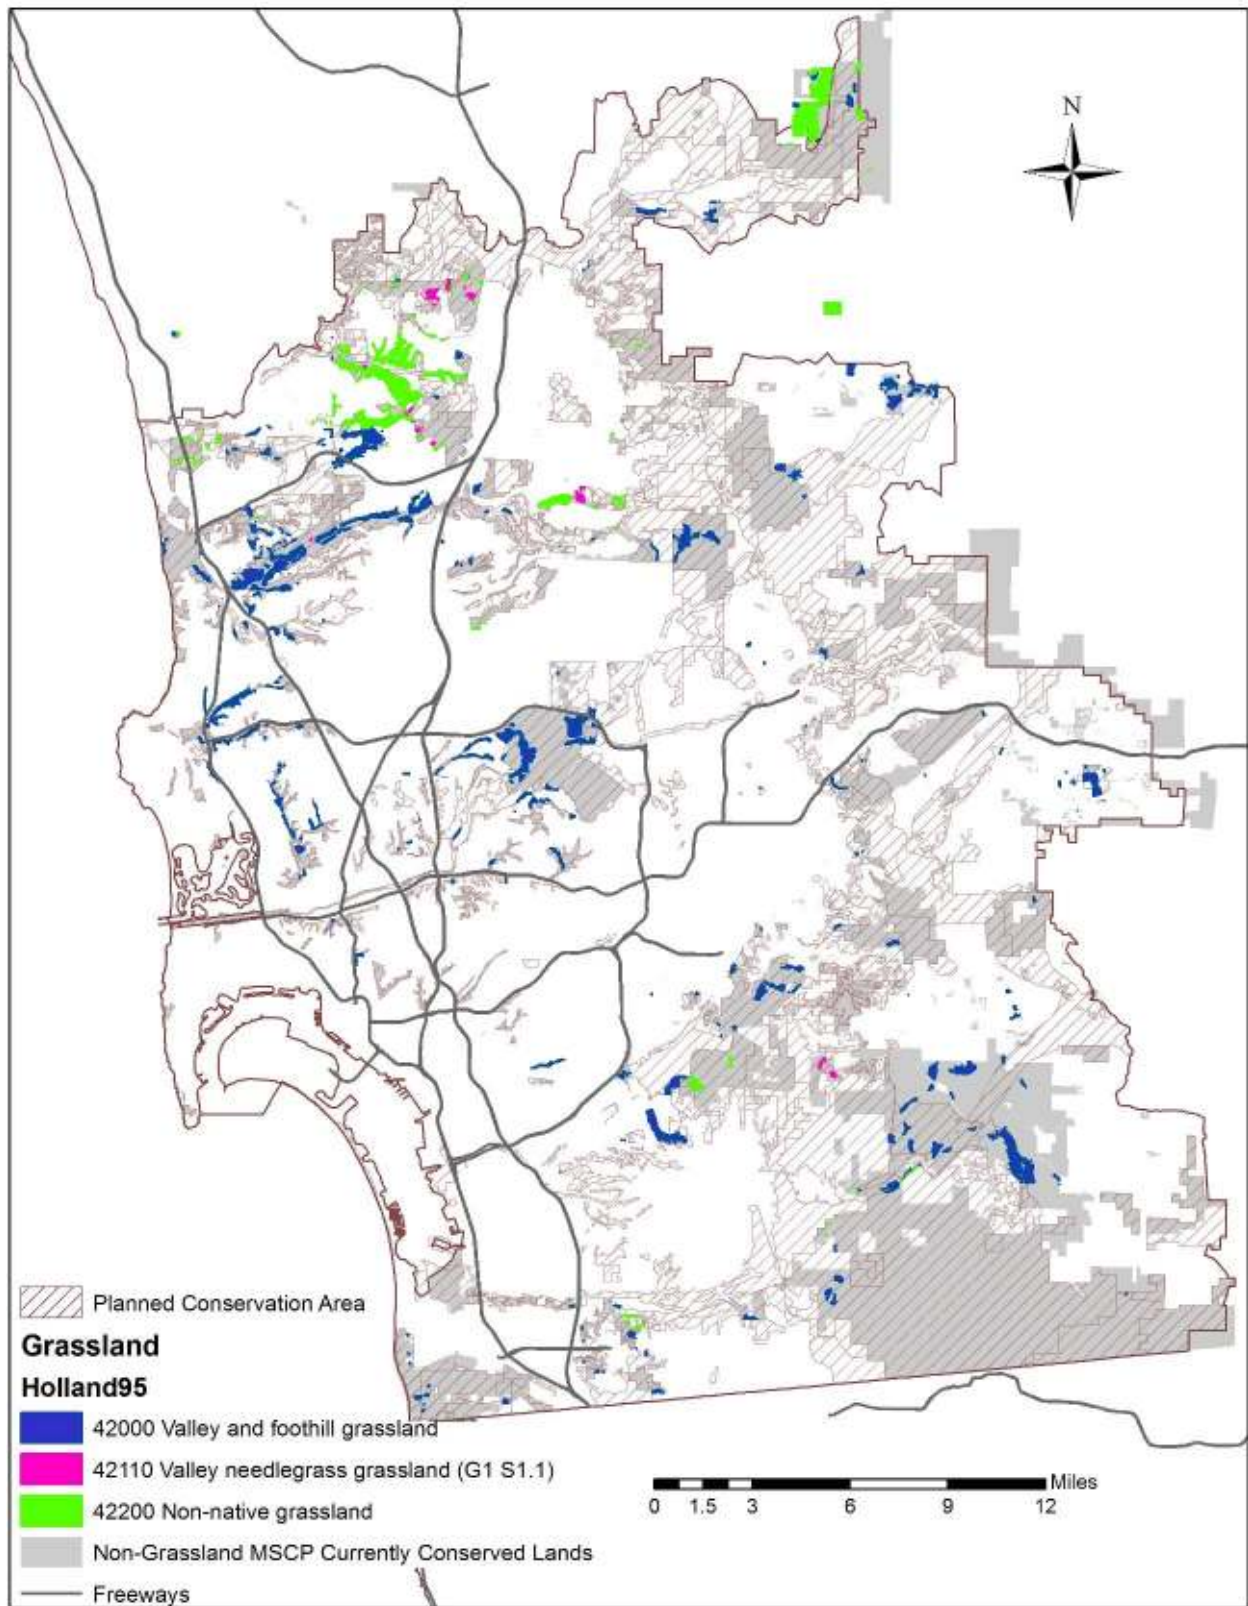 N
Planned Conservation Area
Grassland
Holland95
42000 Valley and foothill grassland
42110 Valley needlegrass grassland (G1 S1.1)
42200 Non-native grassland
Non-Grassland MSCP Currently Conserved Lands
Freeways
Miles
0 1.5 3 6 9 12